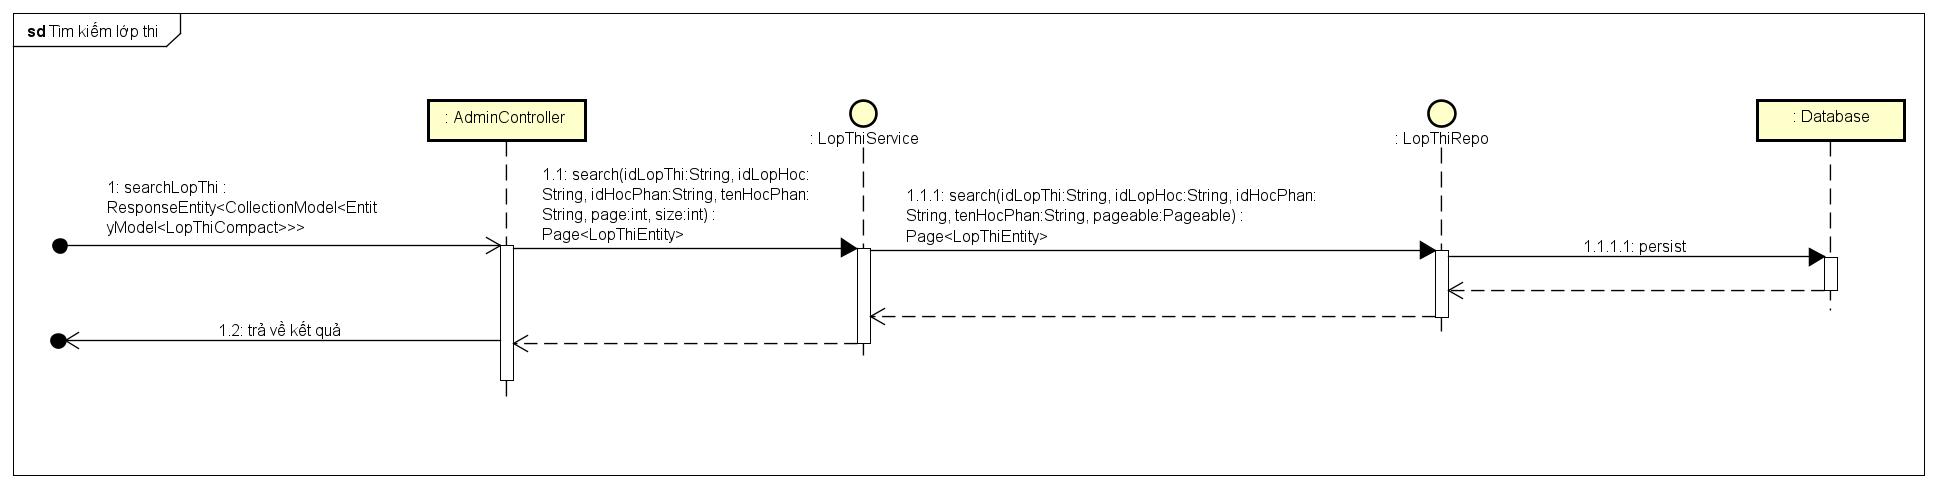 sd Tìm kiếm lớp thi
: AdminController
: LopThiService
: LopThiRepo
: Database
1: searchLopThi :
ResponseEntity<CollectionModel<Entit
yModel<LopThiCompact>>>
1.1: search(idLopThi:String, idLopHoc:
String, idHocPhan:String, tenHocPhan:
String, page:int, size:int) :
Page<LopThiEntity>
1.1.1: search(idLopThi:String, idLopHoc:String, idHocPhan:
String, tenHocPhan:String, pageable:Pageable) :
Page<LopThiEntity>
1.1.1.1: persist
1.2: trả về kết quả